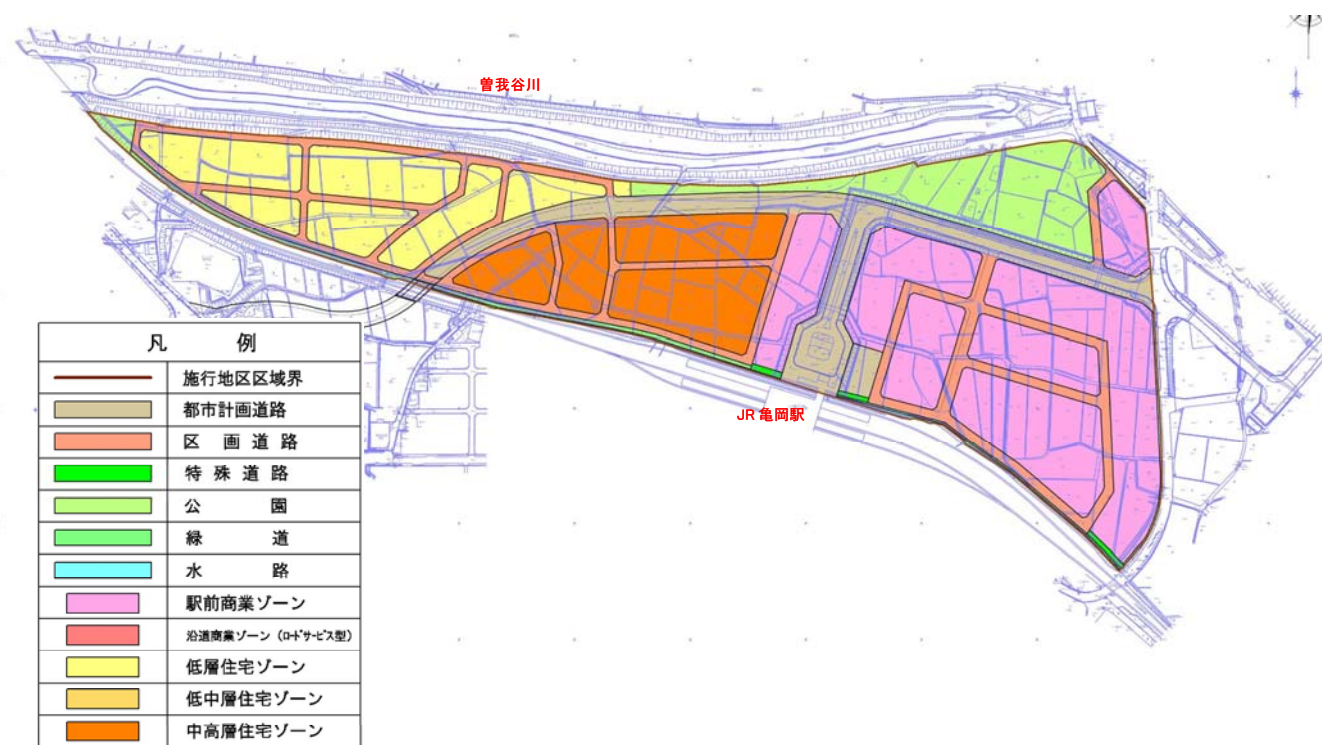 曽我谷川
JR 亀岡駅
凡 例
施行地区区域界
都市計画道路
区 画 道 路
特 殊 道 路
公 園
緑 道
水 路
駅前商業ゾーン
沿道商業ゾーン（ロードサービス型）
低層住宅ゾーン
低中層住宅ゾーン
中高層住宅ゾーン